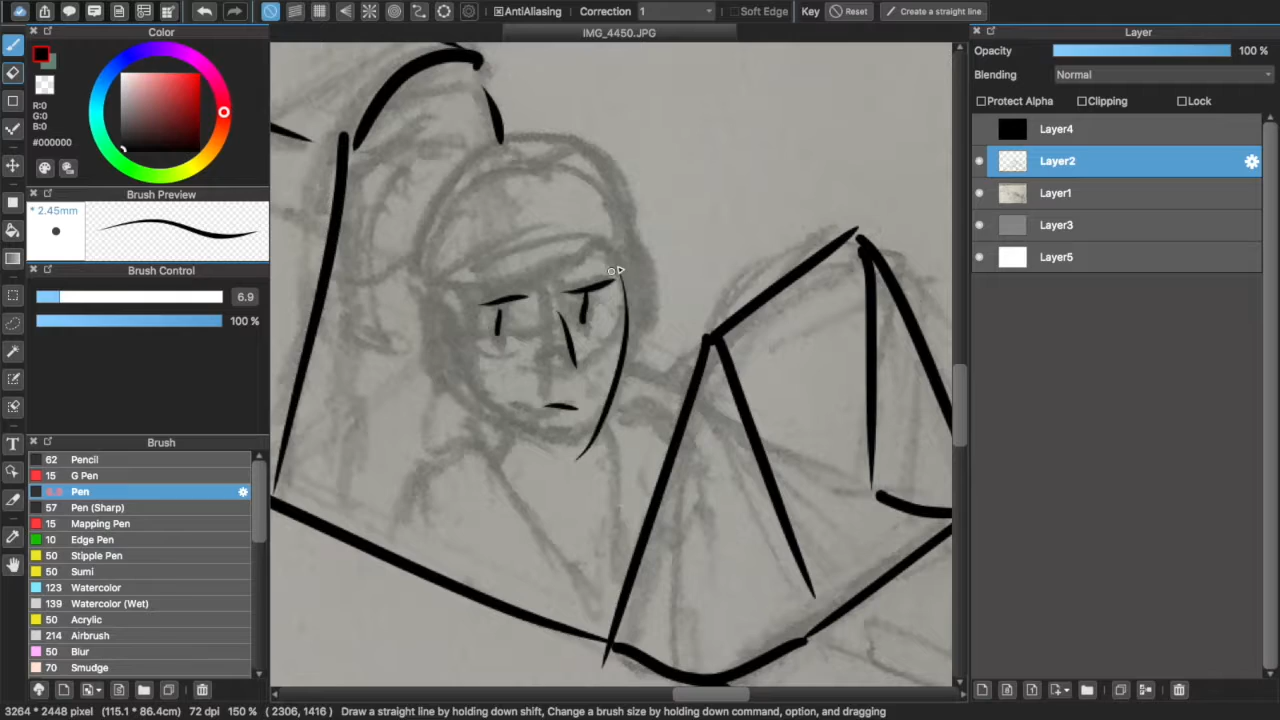 AntiAliasing Correction 1 Soft Edge Key Reset Create a straight line
Color
IMG_4450.JPG
Layer
R:0
G:0
B:0
#000000
Opacity 100 %
Blending Normal
Protect Alpha Clipping Lock
Layer4
Layer2
Layer1
Layer3
Layer5
Brush Preview
* 2.45mm
Brush Control
6.9
100 %
Brush
62 Pencil
15 G Pen
Pen
57 Pen (Sharp)
15 Mapping Pen
10 Edge Pen
50 Stipple Pen
50 Sumi
123 Watercolor
139 Watercolor (Wet)
50 Acrylic
214 Airbrush
50 Blur
70 Smudge
3264 * 2448 pixel (115.1 * 86.4cm) 72 dpi 150 % ( 2306, 1416 ) Draw a straight line by holding down shift, Change a brush size by holding down command, option, and dragging